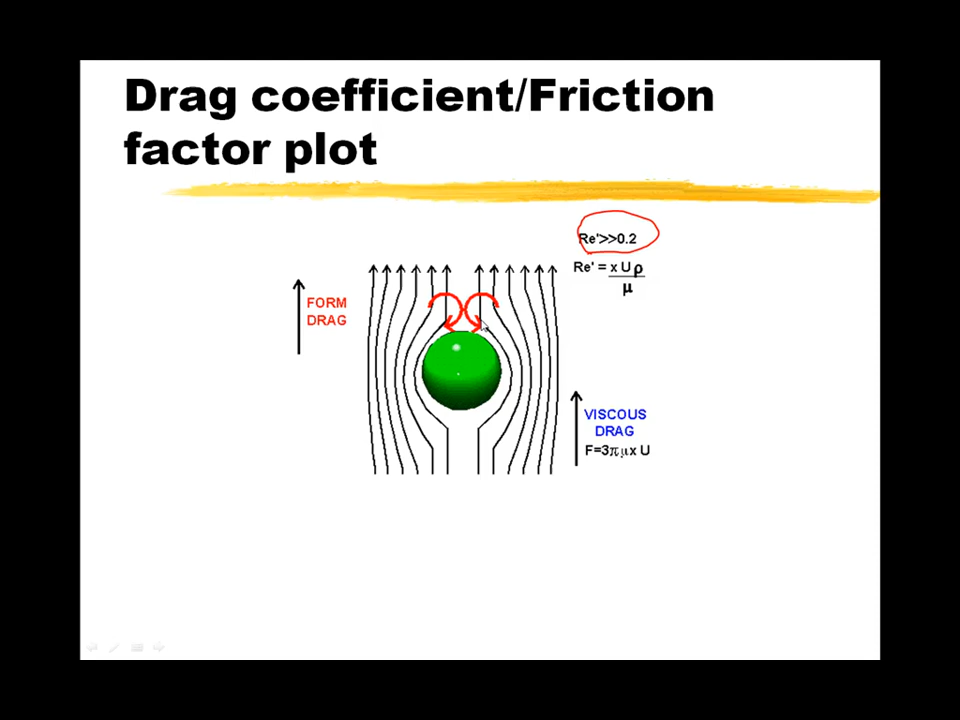 Drag coefficient/Friction
factor plot
Re'>>0.2
Re' = x U ρ
μ
FORM
DRAG
VISCOUS
DRAG
F=3πμx U